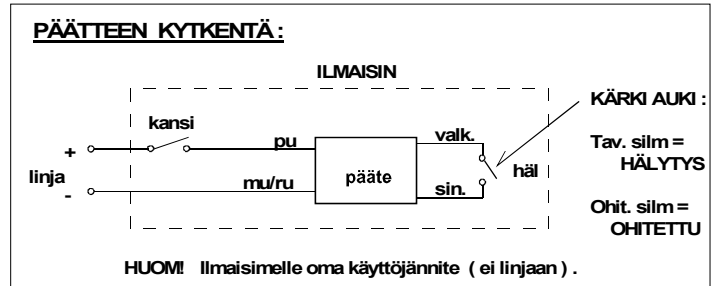 PÄÄTTEEN KYTKENTÄ :
ILMAISIN
KÄRKI AUKI :
kansi
pu
valk.
Tav. silm =
HÄLYTYS
+
linja
-
mu/ru
pääte
sin.
häl
Ohit. silm =
OHITETTU
HUOM! Ilmaisimelle oma käyttöjännite ( ei linjaan ) .